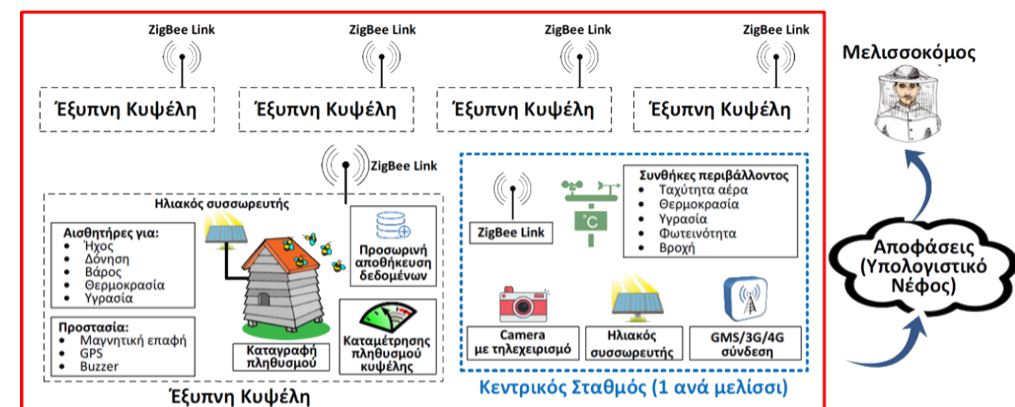 ZigBee Link
ZigBee Link
ZigBee Link
ZigBee Link
Έξυπνη Κυψέλη
Έξυπνη Κυψέλη
Έξυπνη Κυψέλη
Έξυπνη Κυψέλη
Μελισσοκόμος
ZigBee Link
Ηλιακός συσσωρευτής
Αισθητήρες για:
• Ήχος
• Δόνηση
• Βάρος
• Θερμοκρασία
• Υγρασία
Προστασία:
• Μαγνητική επαφή
• GPS
• Buzzer
Καταγραφή
πληθυσμού
Προσωρινή
αποθήκευση
δεδομένων
Καταμέτρησης
πληθυσμού
κυψέλης
Έξυπνη Κυψέλη
ZigBee Link
°C
Συνθήκες περιβάλλοντος
• Ταχύτητα αέρα
• Θερμοκρασία
• Υγρασία
• Φωτεινότητα
• Βροχή
Camera
με τηλεχειρισμό
Ηλιακός
συσσωρευτής
GMS/3G/4G
σύνδεση
Κεντρικός Σταθμός (1 ανά μελίσσι)
Αποφάσεις
(Υπολογιστικό
Νέφος)